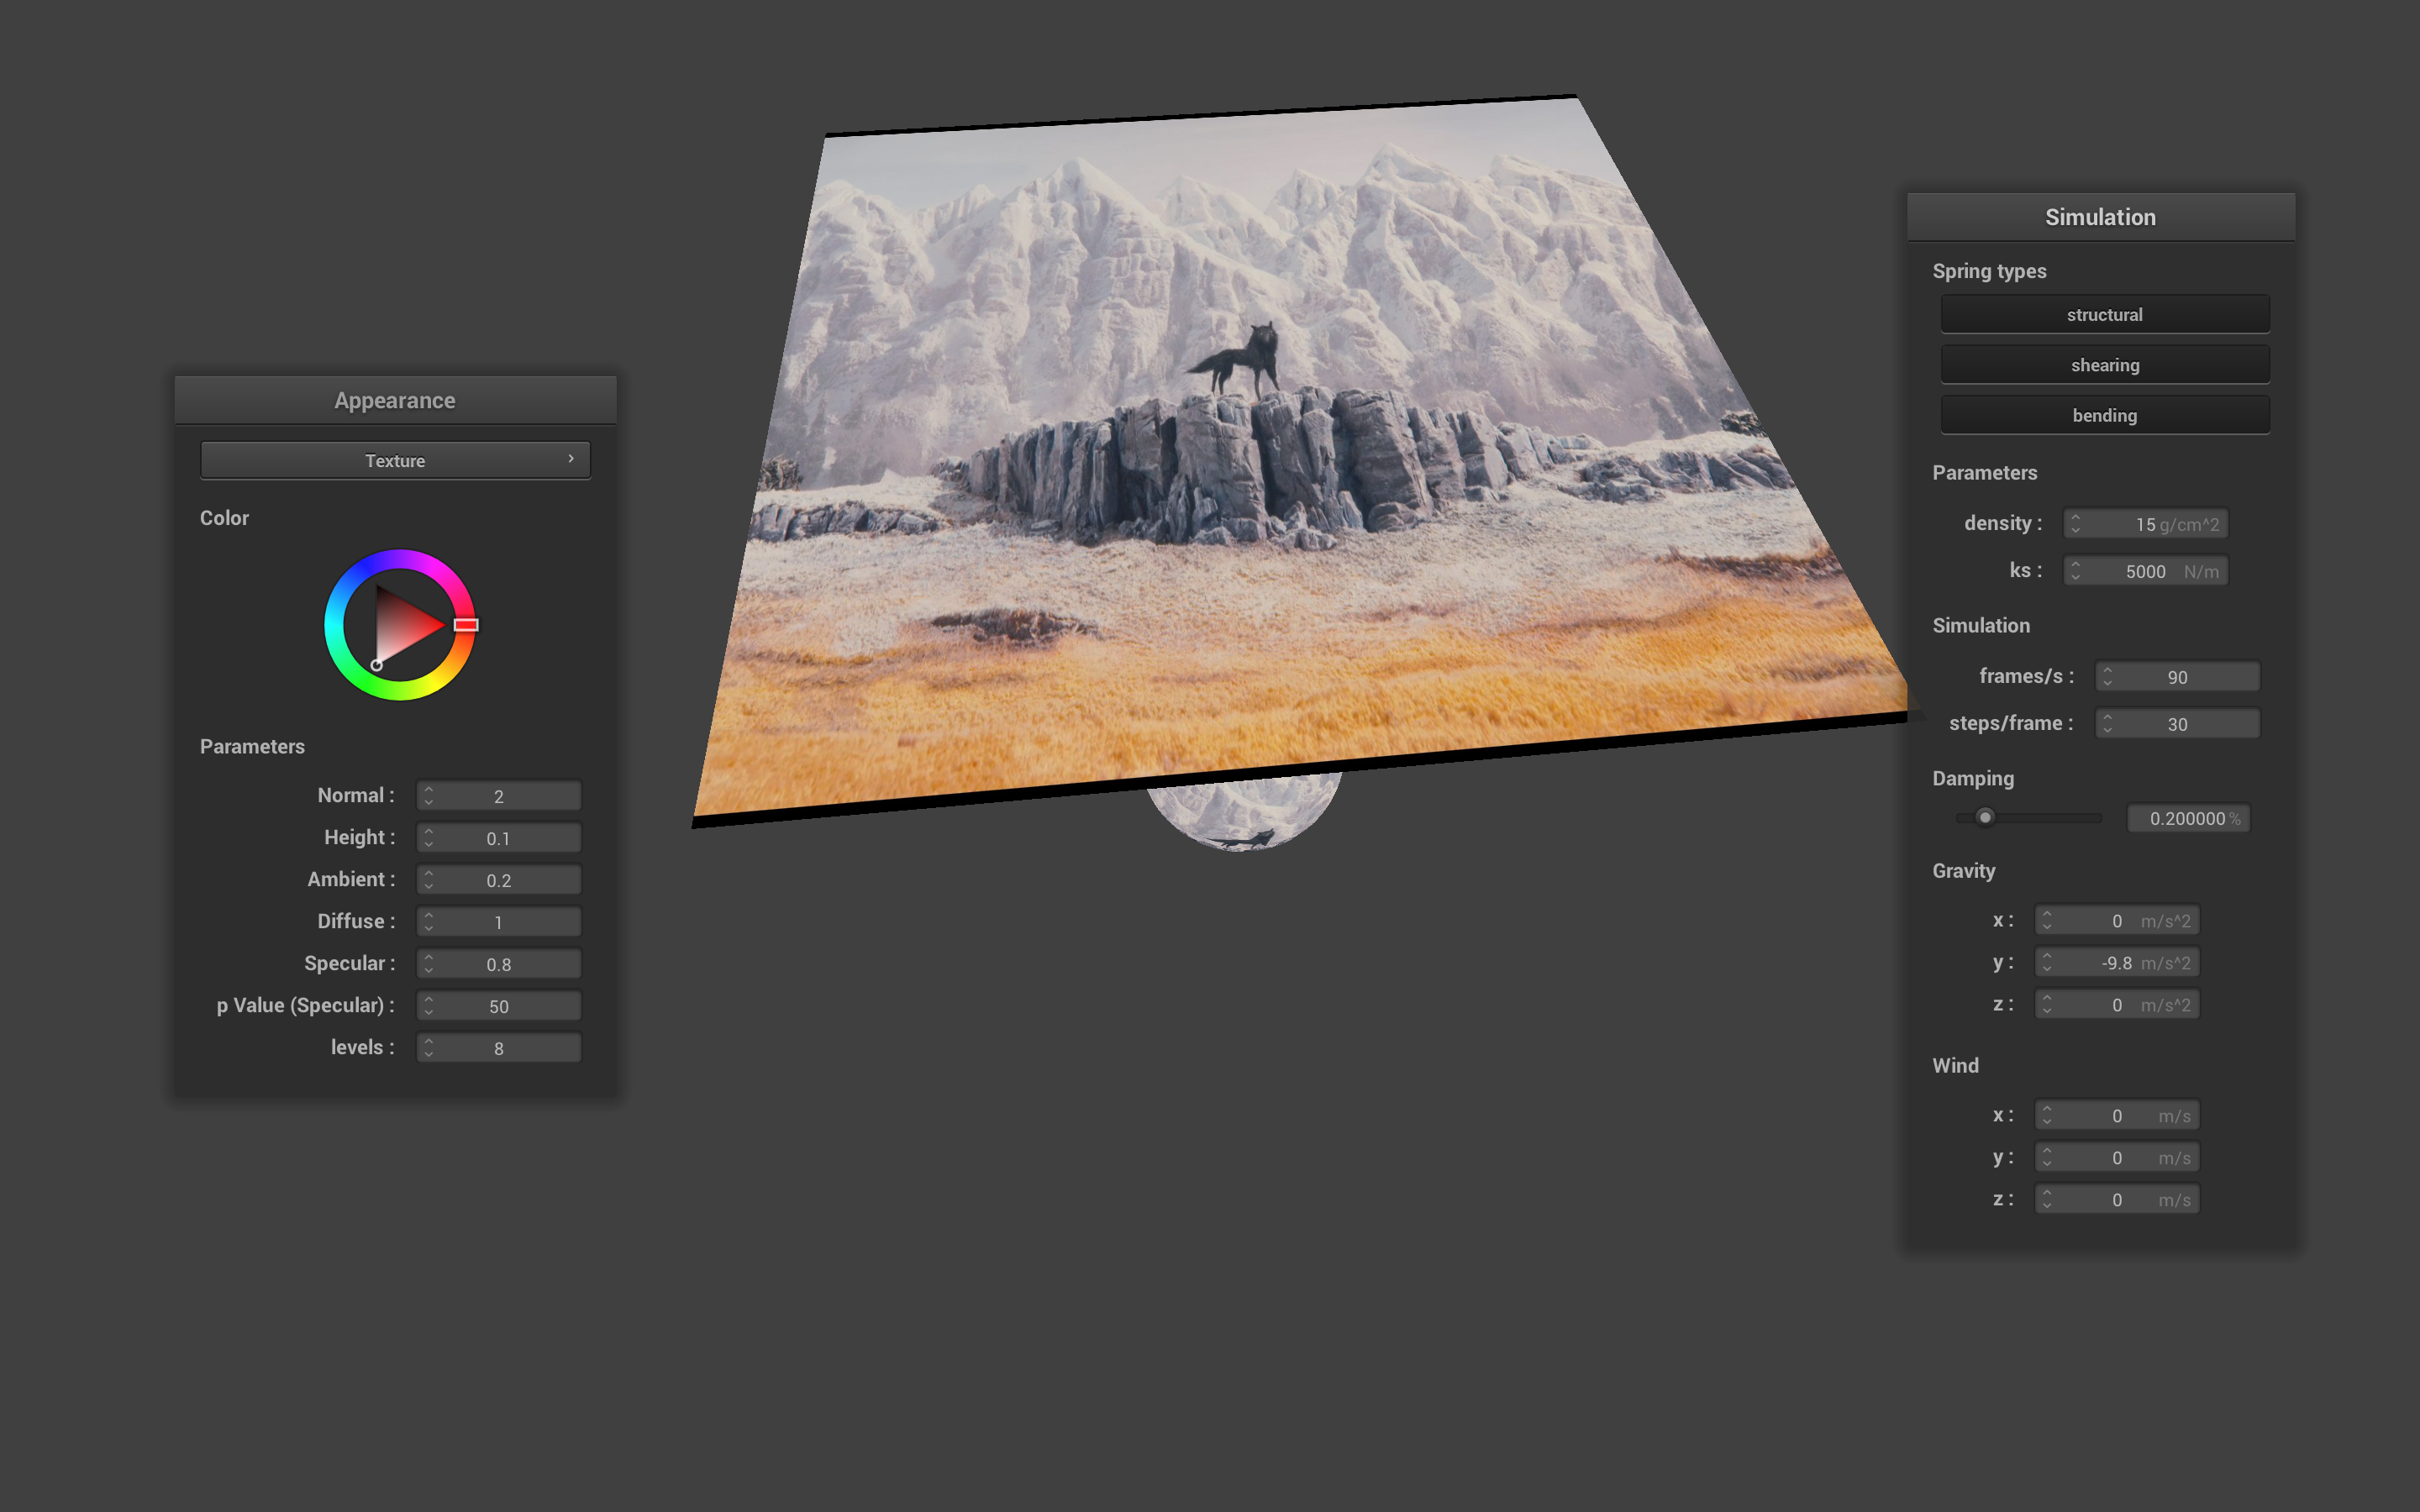 Appearance
Texture
Color
Parameters
Normal : 2
Height : 0.1
Ambient : 0.2
Diffuse : 1
Specular : 0.8
p Value (Specular) : 50
levels : 8
Simulation
Spring types
structural
shearing
bending
Parameters
density : 15 g/cm^2
ks : 5000 N/m
Simulation
frames/s : 90
steps/frame : 30
Damping
0.200000 %
Gravity
x : 0 m/s^2
y : -9.8 m/s^2
z : 0 m/s^2
Wind
x : 0 m/s
y : 0 m/s
z : 0 m/s